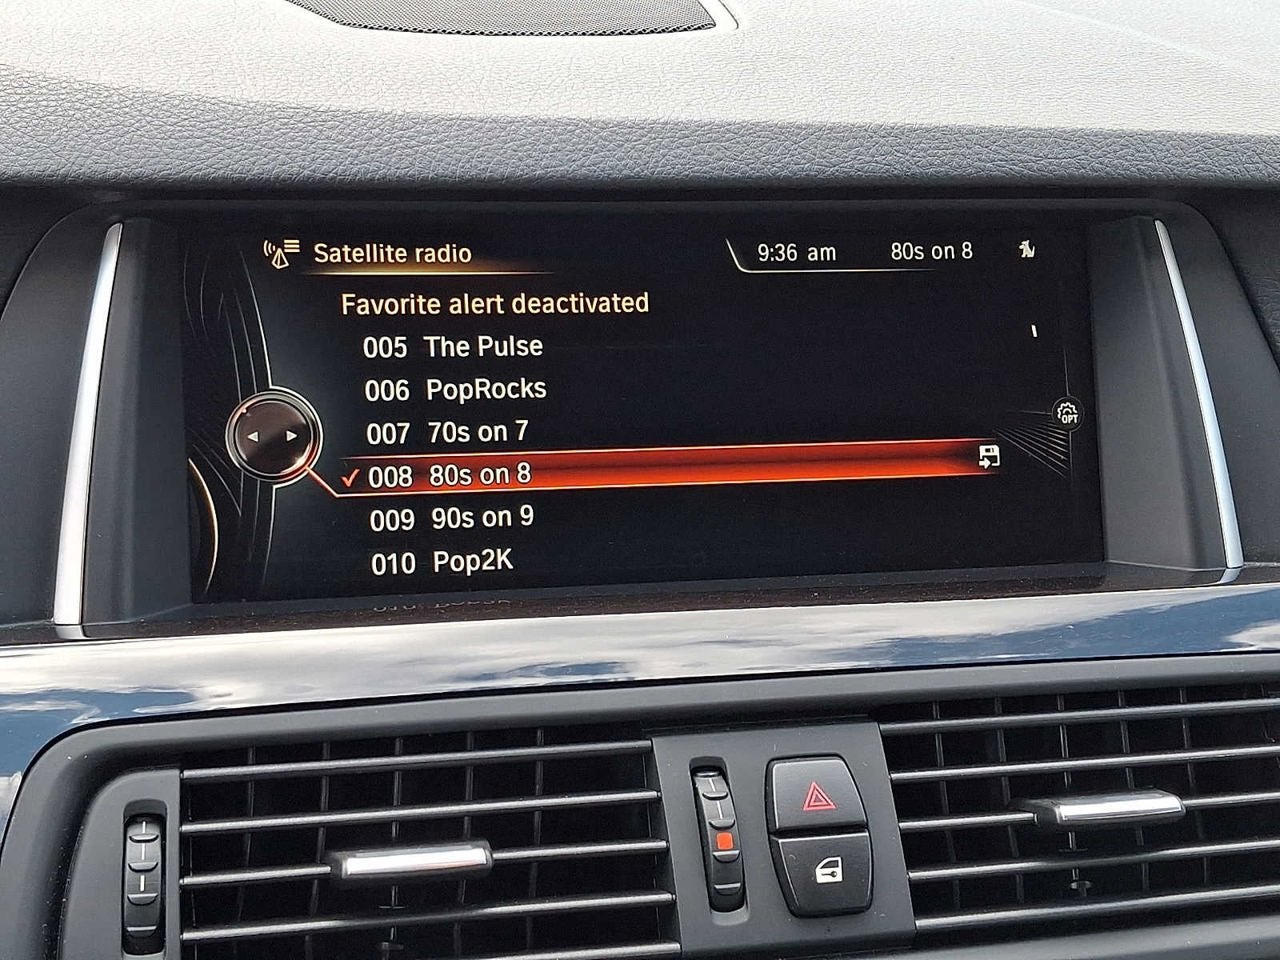 Satellite radio 9:36 am 80s on 8
Favorite alert deactivated
005 The Pulse
006 PopRocks
007 70s on 7
008 80s on 8
009 90s on 9
010 Pop2K
OPT